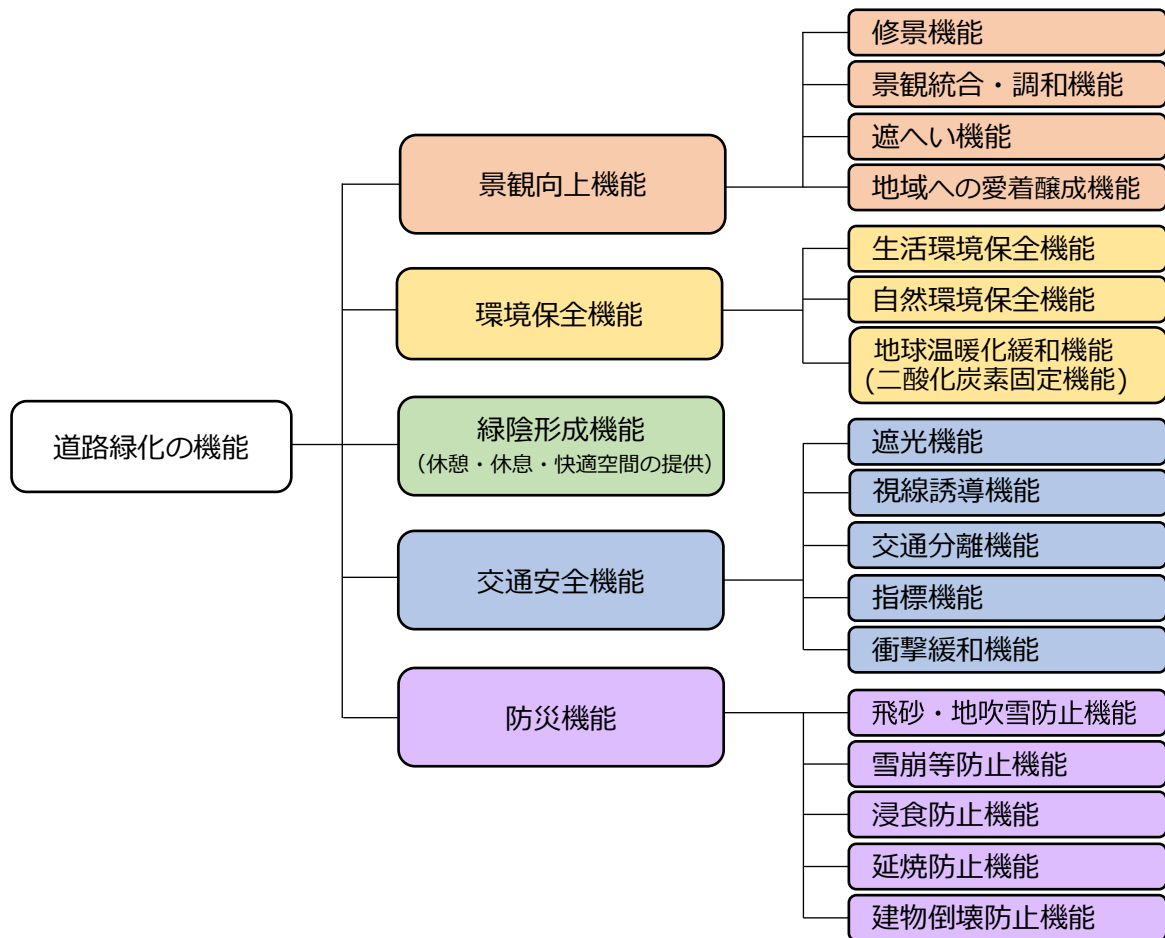 道路緑化の機能
景観向上機能
修景機能
景観統合・調和機能
遮へい機能
地域への愛着醸成機能
環境保全機能
生活環境保全機能
自然環境保全機能
地球温暖化緩和機能
(二酸化炭素固定機能)
緑陰形成機能
（休憩・休息・快適空間の提供）
交通安全機能
遮光機能
視線誘導機能
交通分離機能
指標機能
衝撃緩和機能
防災機能
飛砂・地吹雪防止機能
雪崩等防止機能
浸食防止機能
延焼防止機能
建物倒壊防止機能